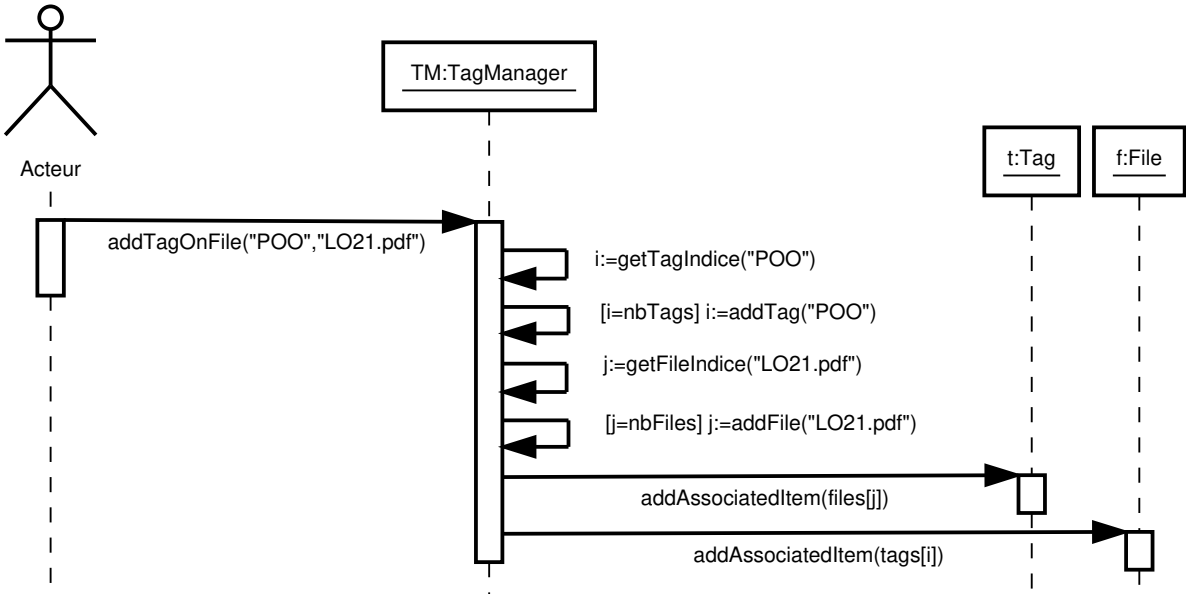 TM:TagManager
t:Tag
f:File
Acteur
addTagOnFile("POO","LO21.pdf")
i:=getTagIndice("POO")
[i=nbTags] i:=addTag("POO")
j:=getFileIndice("LO21.pdf")
[j=nbFiles] j:=addFile("LO21.pdf")
addAssociatedItem(files[j])
addAssociatedItem(tags[i])